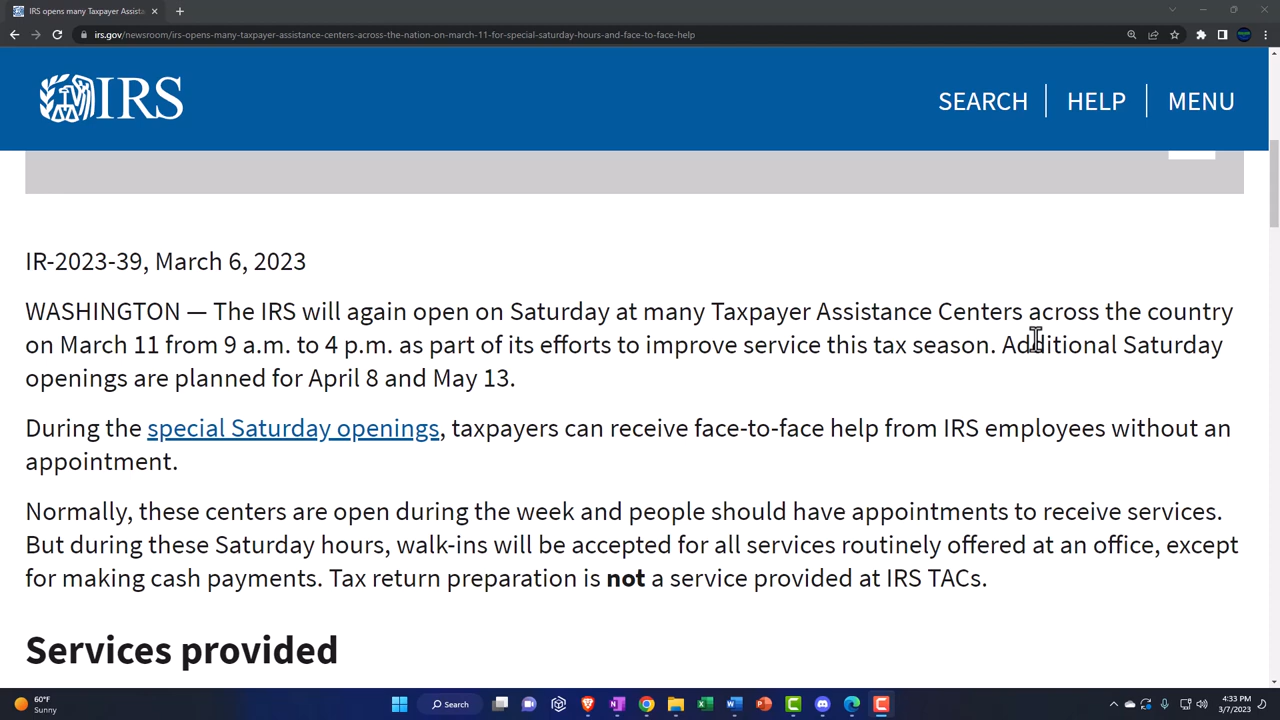 IRS opens many Taxpayer Assista
irs.gov/newsroom/irs-opens-many-taxpayer-assistance-centers-across-the-nation-on-march-11-for-special-saturday-hours-and-face-to-face-help
IRS
SEARCH HELP MENU
IR-2023-39, March 6, 2023
WASHINGTON — The IRS will again open on Saturday at many Taxpayer Assistance Centers across the country
on March 11 from 9 a.m. to 4 p.m. as part of its efforts to improve service this tax season. Additional Saturday
openings are planned for April 8 and May 13.
During the special Saturday openings, taxpayers can receive face-to-face help from IRS employees without an
appointment.
Normally, these centers are open during the week and people should have appointments to receive services.
But during these Saturday hours, walk-ins will be accepted for all services routinely offered at an office, except
for making cash payments. Tax return preparation is not a service provided at IRS TACs.
Services provided
60°F
Sunny
Search
4:33 PM
3/7/2023